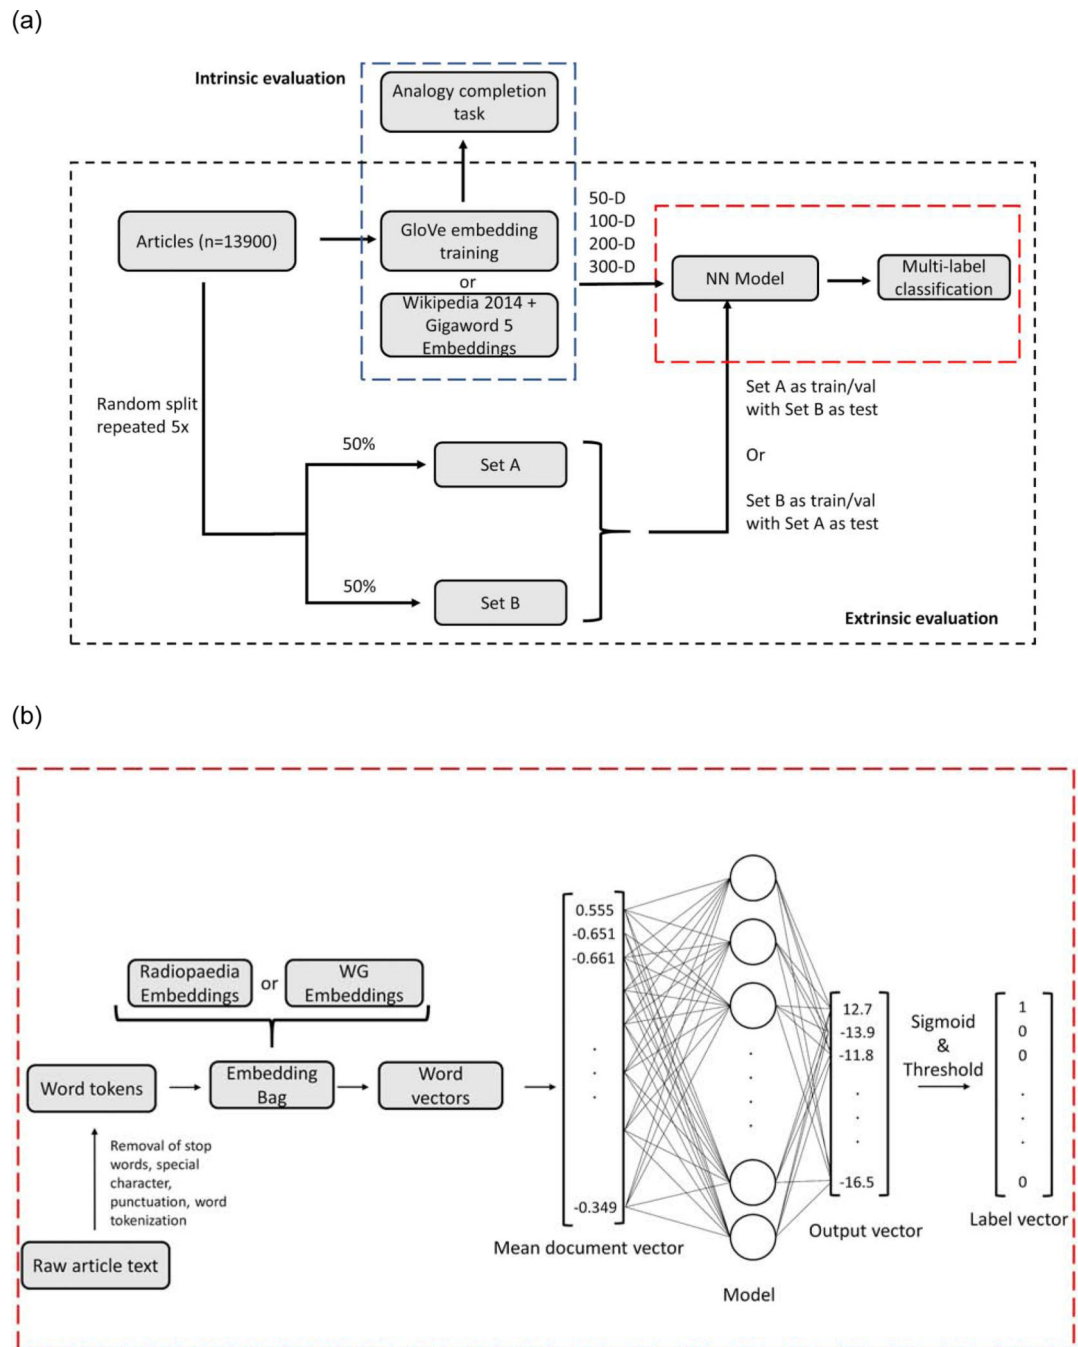 (a)
Intrinsic evaluation
Analogy completion
task
Articles (n=13900)
GloVe embedding
training
or
Wikipedia 2014 +
Gigaword 5
Embeddings
50-D
100-D
200-D
300-D
NN Model
Multi-label
classification
Random split
repeated 5x
50%
Set A
50%
Set B
Set A as train/val
with Set B as test
Or
Set B as train/val
with Set A as test
Extrinsic evaluation
(b)
Radiopaedia
Embeddings
or
WG
Embeddings
Word tokens
Embedding
Bag
Word
vectors
Removal of stop
words, special
character,
punctuation, word
tokenization
Raw article text
0.555
-0.651
-0.661
.
.
.
-0.349
Mean document vector
.
.
.
Model
12.7
-13.9
-11.8
.
.
.
-16.5
Output vector
Sigmoid
&
Threshold
1
0
0
.
.
.
0
Label vector